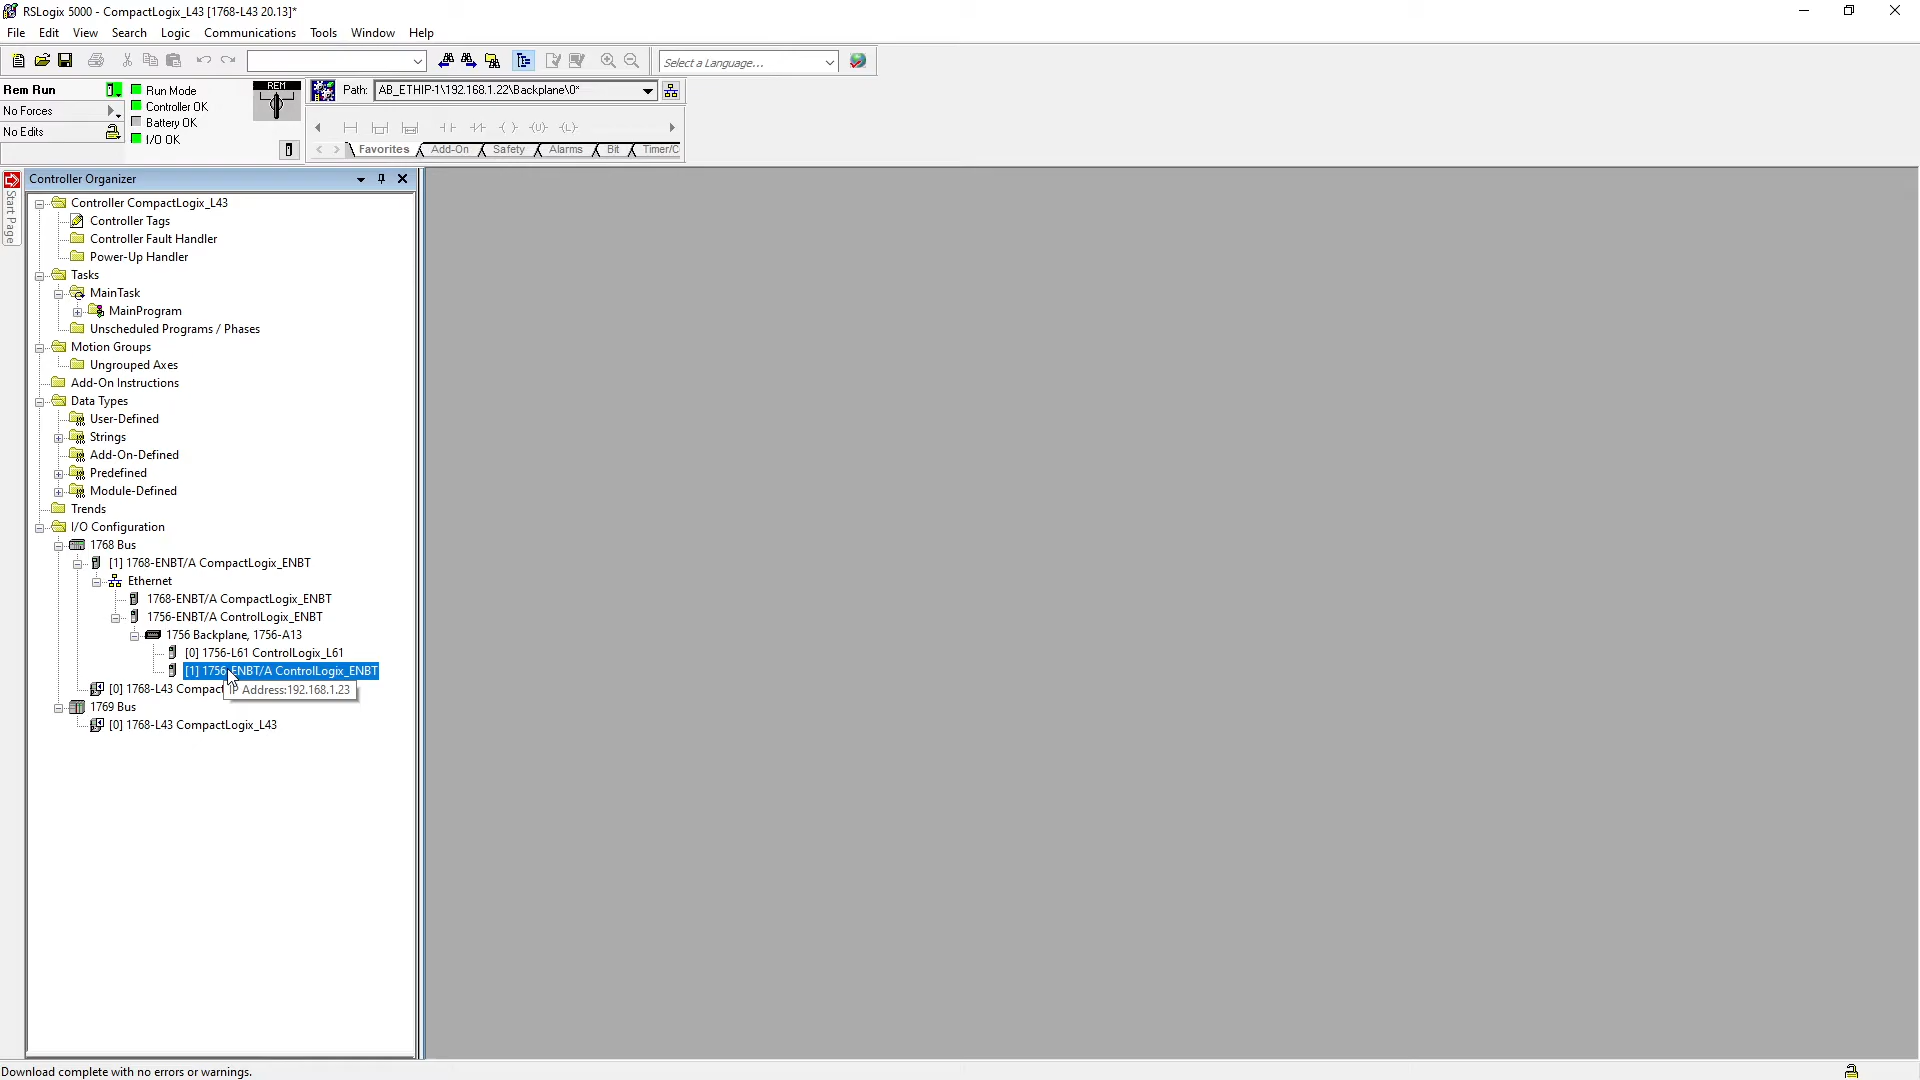 RSLogix 5000 - CompactLogix_L43 [1768-L43 20.13]*
File Edit View Search Logic Communications Tools Window Help
Select a Language...
Rem Run
No Forces
No Edits
Run Mode
Controller OK
Battery OK
I/O OK
REM
Path: AB_ETHIP-1\192.168.1.22\Backplane\0*
Favorites Add-On Safety Alarms Bit Timer/C
Start Page
Controller Organizer
Controller CompactLogix_L43
Controller Tags
Controller Fault Handler
Power-Up Handler
Tasks
MainTask
MainProgram
Unscheduled Programs / Phases
Motion Groups
Ungrouped Axes
Add-On Instructions
Data Types
User-Defined
Strings
Add-On-Defined
Predefined
Module-Defined
Trends
I/O Configuration
1768 Bus
[1] 1768-ENBT/A CompactLogix_ENBT
Ethernet
1768-ENBT/A CompactLogix_ENBT
1756-ENBT/A ControlLogix_ENBT
1756 Backplane, 1756-A13
[0] 1756-L61 ControlLogix_L61
[1] 1756-ENBT/A ControlLogix_ENBT
[0] 1768-L43 Compact
IP Address:192.168.1.23
1769 Bus
[0] 1768-L43 CompactLogix_L43
Download complete with no errors or warnings.